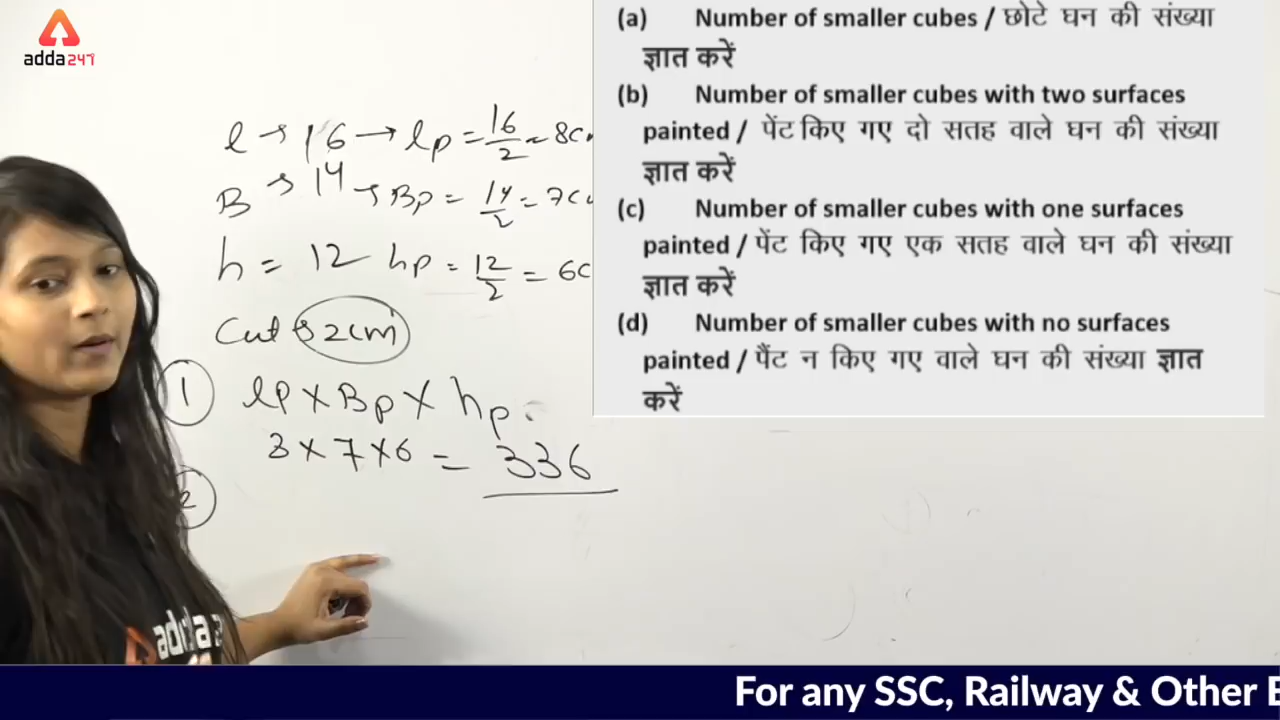 adda247
l → 16 → lp = 16/2 = 8c
B → 14 → Bp = 14/2 = 7c
h = 12 hp = 12/2 = 6c
Cut → 2cm
1 lp × Bp × hp =
8 × 7 × 6 = 336
2
(a) Number of smaller cubes / छोटे घन की संख्या
ज्ञात करें
(b) Number of smaller cubes with two surfaces
painted / पेंट किए गए दो सतह वाले घन की संख्या
ज्ञात करें
(c) Number of smaller cubes with one surfaces
painted / पेंट किए गए एक सतह वाले घन की संख्या
ज्ञात करें
(d) Number of smaller cubes with no surfaces
painted / पैंट न किए गए वाले घन की संख्या ज्ञात
करें
For any SSC, Railway & Other